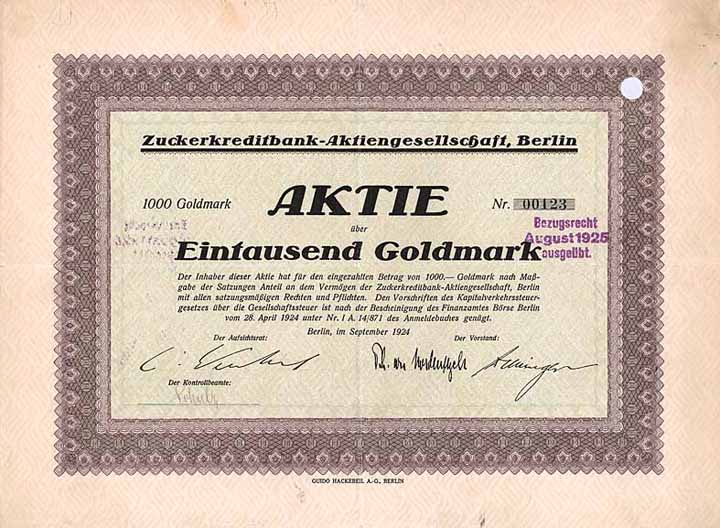 Zuckerkreditbank-Aktiengesellschaft, Berlin
1000 Goldmark
AKTIE
Nr. 00123
über
Eintausend Goldmark
Bezugsrecht
August 1925
ausgeübt.
Der Inhaber dieser Aktie hat für den eingezahlten Betrag von 1000.— Goldmark nach Maß-
gabe der Satzungen Anteil an dem Vermögen der Zuckerkreditbank-Aktiengesellschaft, Berlin
mit allen satzungsmäßigen Rechten und Pflichten. Den Vorschriften des Kapitalverkehrssteuer-
gesetzes über die Gesellschaftssteuer ist nach der Bescheinigung des Finanzamtes Börse Berlin
vom 28. April 1924 unter Nr. I A. 14/871 des Anmeldebuches genügt.
Berlin, im September 1924
Der Aufsichtsrat:
Der Vorstand:
Der Kontrollbeamte:
GUIDO HACKEBEIL A.-G., BERLIN